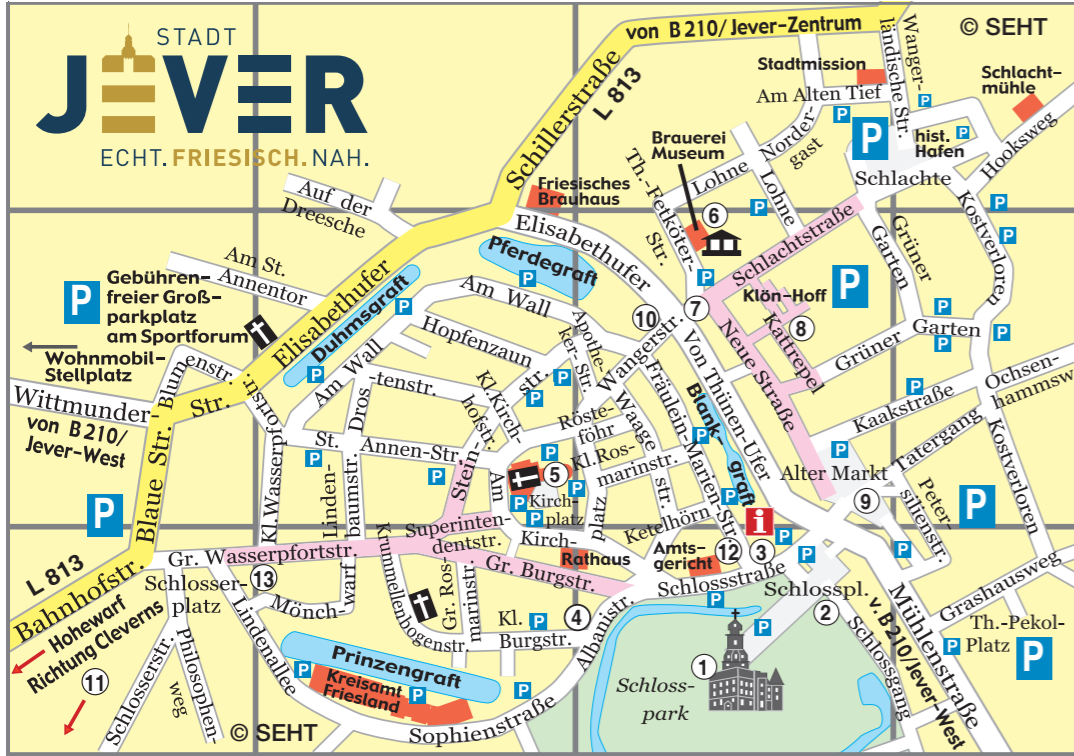 STADT
JEVER
ECHT. FRIESISCH. NAH.
von B 210/ Jever-Zentrum
© SEHT
L 813
Schillerstraße
Stadtmission
Am Alten Tief
Wanger-
ländische Str.
Schlacht-
mühle
P
hist.
Hafen
Hooksweg
Brauerei
Museum
Lohne
Norder-
gast
Lohne
Schlachte
Th.-Fetköter-
Str.
6
Friesisches
Brauhaus
Auf der
Dreesche
Elisabethufer
Pferdegraft
Schlachtstraße
Garten
Grüner
Kostverloren
Am St.
Annentor
P
Gebühren-
freier Groß-
parkplatz
am Sportforum
Wohnmobil-
Stellplatz
Elisabethufer
Duhmsgraft
Am Wall
Am Wall
Hopfenzaun
str.
Apothe-
ker-Str.
10
7
Klön-Hoff
P
8
Kattrepel
Neue Straße
Grüner
Garten
Wangerstr.
Von-Thünen-Ufer
Blank-
graft
Fräulein-Marien-Str.
Blumenstr.
Wittmunder
Str.
von B 210/
Jever-West
Drostenstr.
Kl. Kirch-
hofstr.
Röste-
föhr
Waage
str.
Kaakstraße
Ochsen-
hammsw.
Tatergang
Kostverloren
Alter Markt
9
Peter-
silienstr.
P
St.
Annen-Str.
Stein-
Am
Kirch-
platz
5
Kl. Ros-
marinstr.
Kirch-
platz
Ketelhörn
P
L 813
Blaue Str.
Bahnhofstr.
Kl. Wasserpfortstr.
Linden-
baumstr.
Superinten-
dentstr.
Gr. Wasserpfortstr.
Gr. Burgstr.
Rathaus
Amts-
gericht
12
i
3
Schlossstraße
Schlosspl.
2
Schlossgang
v. B 210/Jever-West
Mühlenstraße
Grashausweg
Th.-Pekol-
Platz
P
Schlosser-
platz
13
Mönch-
warf
Krummellenbogenstr.
Gr. Ros-
marinstr.
Kl.
Burgstr.
4
Albanistr.
Hohewarf
Richtung Cleverns
11
Schlosserstr.
Philosophen-
weg
Lindenallee
Prinzengraft
Kreisamt
Friesland
Sophienstraße
1
Schloss-
park
© SEHT